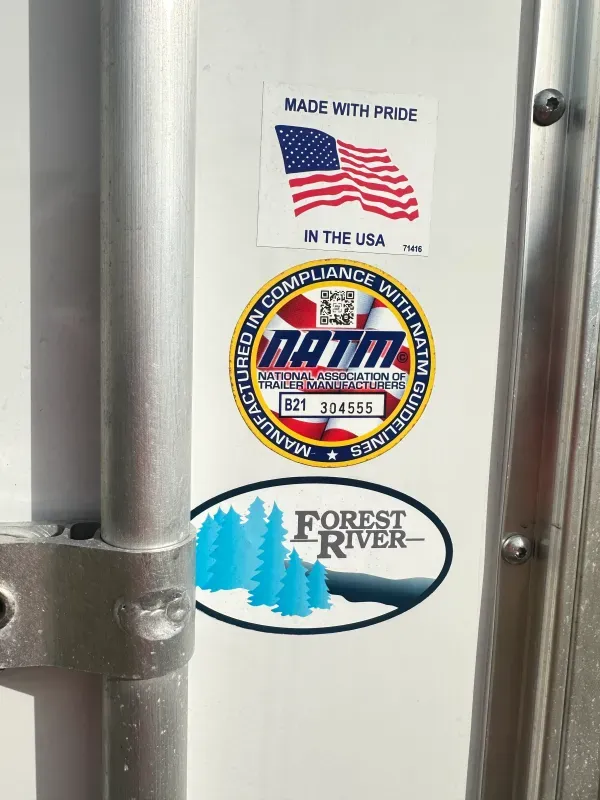 MADE WITH PRIDE
IN THE USA
71416
MANUFACTURED IN COMPLIANCE WITH NATM GUIDELINES
NATM©
NATIONAL ASSOCIATION OF
TRAILER MANUFACTURERS
B21 304555
FOREST
RIVER